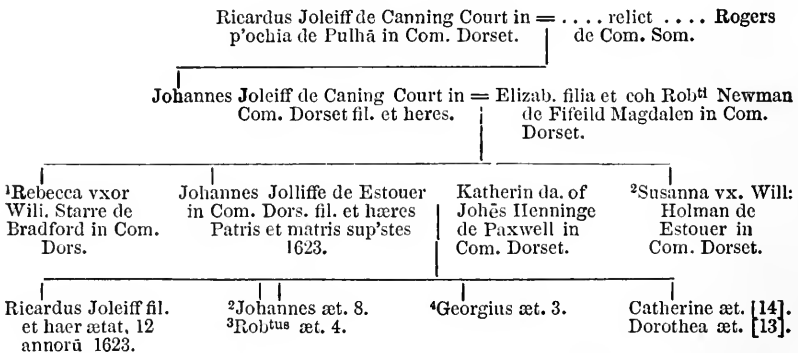 Ricardus Joleiff de Canning Court in = . . . . relict . . . . Rogers
p'ochia de Pulhā in Com. Dorset. de Com. Som.
Johannes Joleiff de Caning Court in = Elizab. filia et coh Robti Newman
Com. Dorset fil. et heres. de Fifeild Magdalen in Com.
Dorset.
¹Rebecca vxor
Wili. Starre de
Bradford in Com.
Dors.
Johannes Jolliffe de Estouer
in Com. Dors. fil. et hæres
Patris et matris sup'stes
1623.
Katherin da. of
Johēs Henninge
de Paxwell in
Com. Dorset.
²Susanna vx. Will:
Holman de
Estouer in
Com. Dorset.
Ricardus Joleiff fil.
et haer ætat, 12
annorū 1623.
²Johannes æt. 8.
³Robtus æt. 4.
⁴Georgius æt. 3.
Catherine æt. [14].
Dorothea æt. [13].